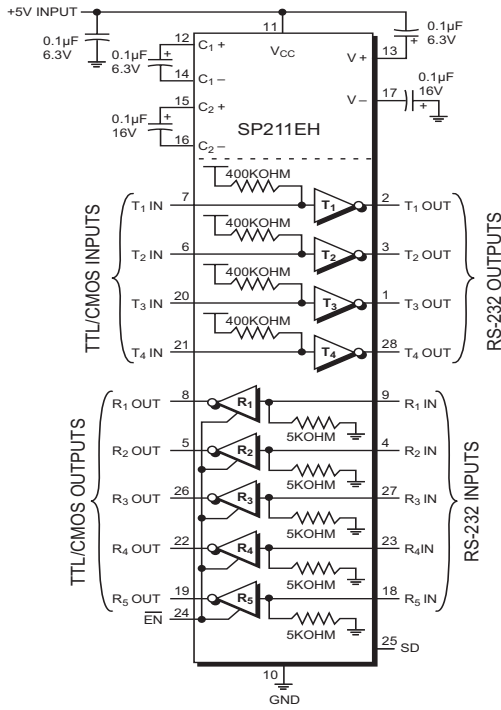 +5V INPUT
0.1µF
6.3V
12
C1 +
0.1µF
6.3V
14
C1 –
15
C2 +
0.1µF
16V
16
C2 –
11
VCC
V +
13
0.1µF
6.3V
V –
17
0.1µF
16V
SP211EH
TTL/CMOS INPUTS
RS-232 OUTPUTS
400KOHM
T1 IN 7 T1 2 T1 OUT
400KOHM
T2 IN 6 T2 3 T2 OUT
400KOHM
T3 IN 20 T3 1 T3 OUT
400KOHM
T4 IN 21 T4 28 T4 OUT
TTL/CMOS OUTPUTS
RS-232 INPUTS
R1 OUT 8 R1 9 R1 IN
5KOHM
R2 OUT 5 R2 4 R2 IN
5KOHM
R3 OUT 26 R3 27 R3 IN
5KOHM
R4 OUT 22 R4 23 R4IN
5KOHM
R5 OUT 19 R5 18 R5 IN
5KOHM
EN 24
25 SD
10
GND